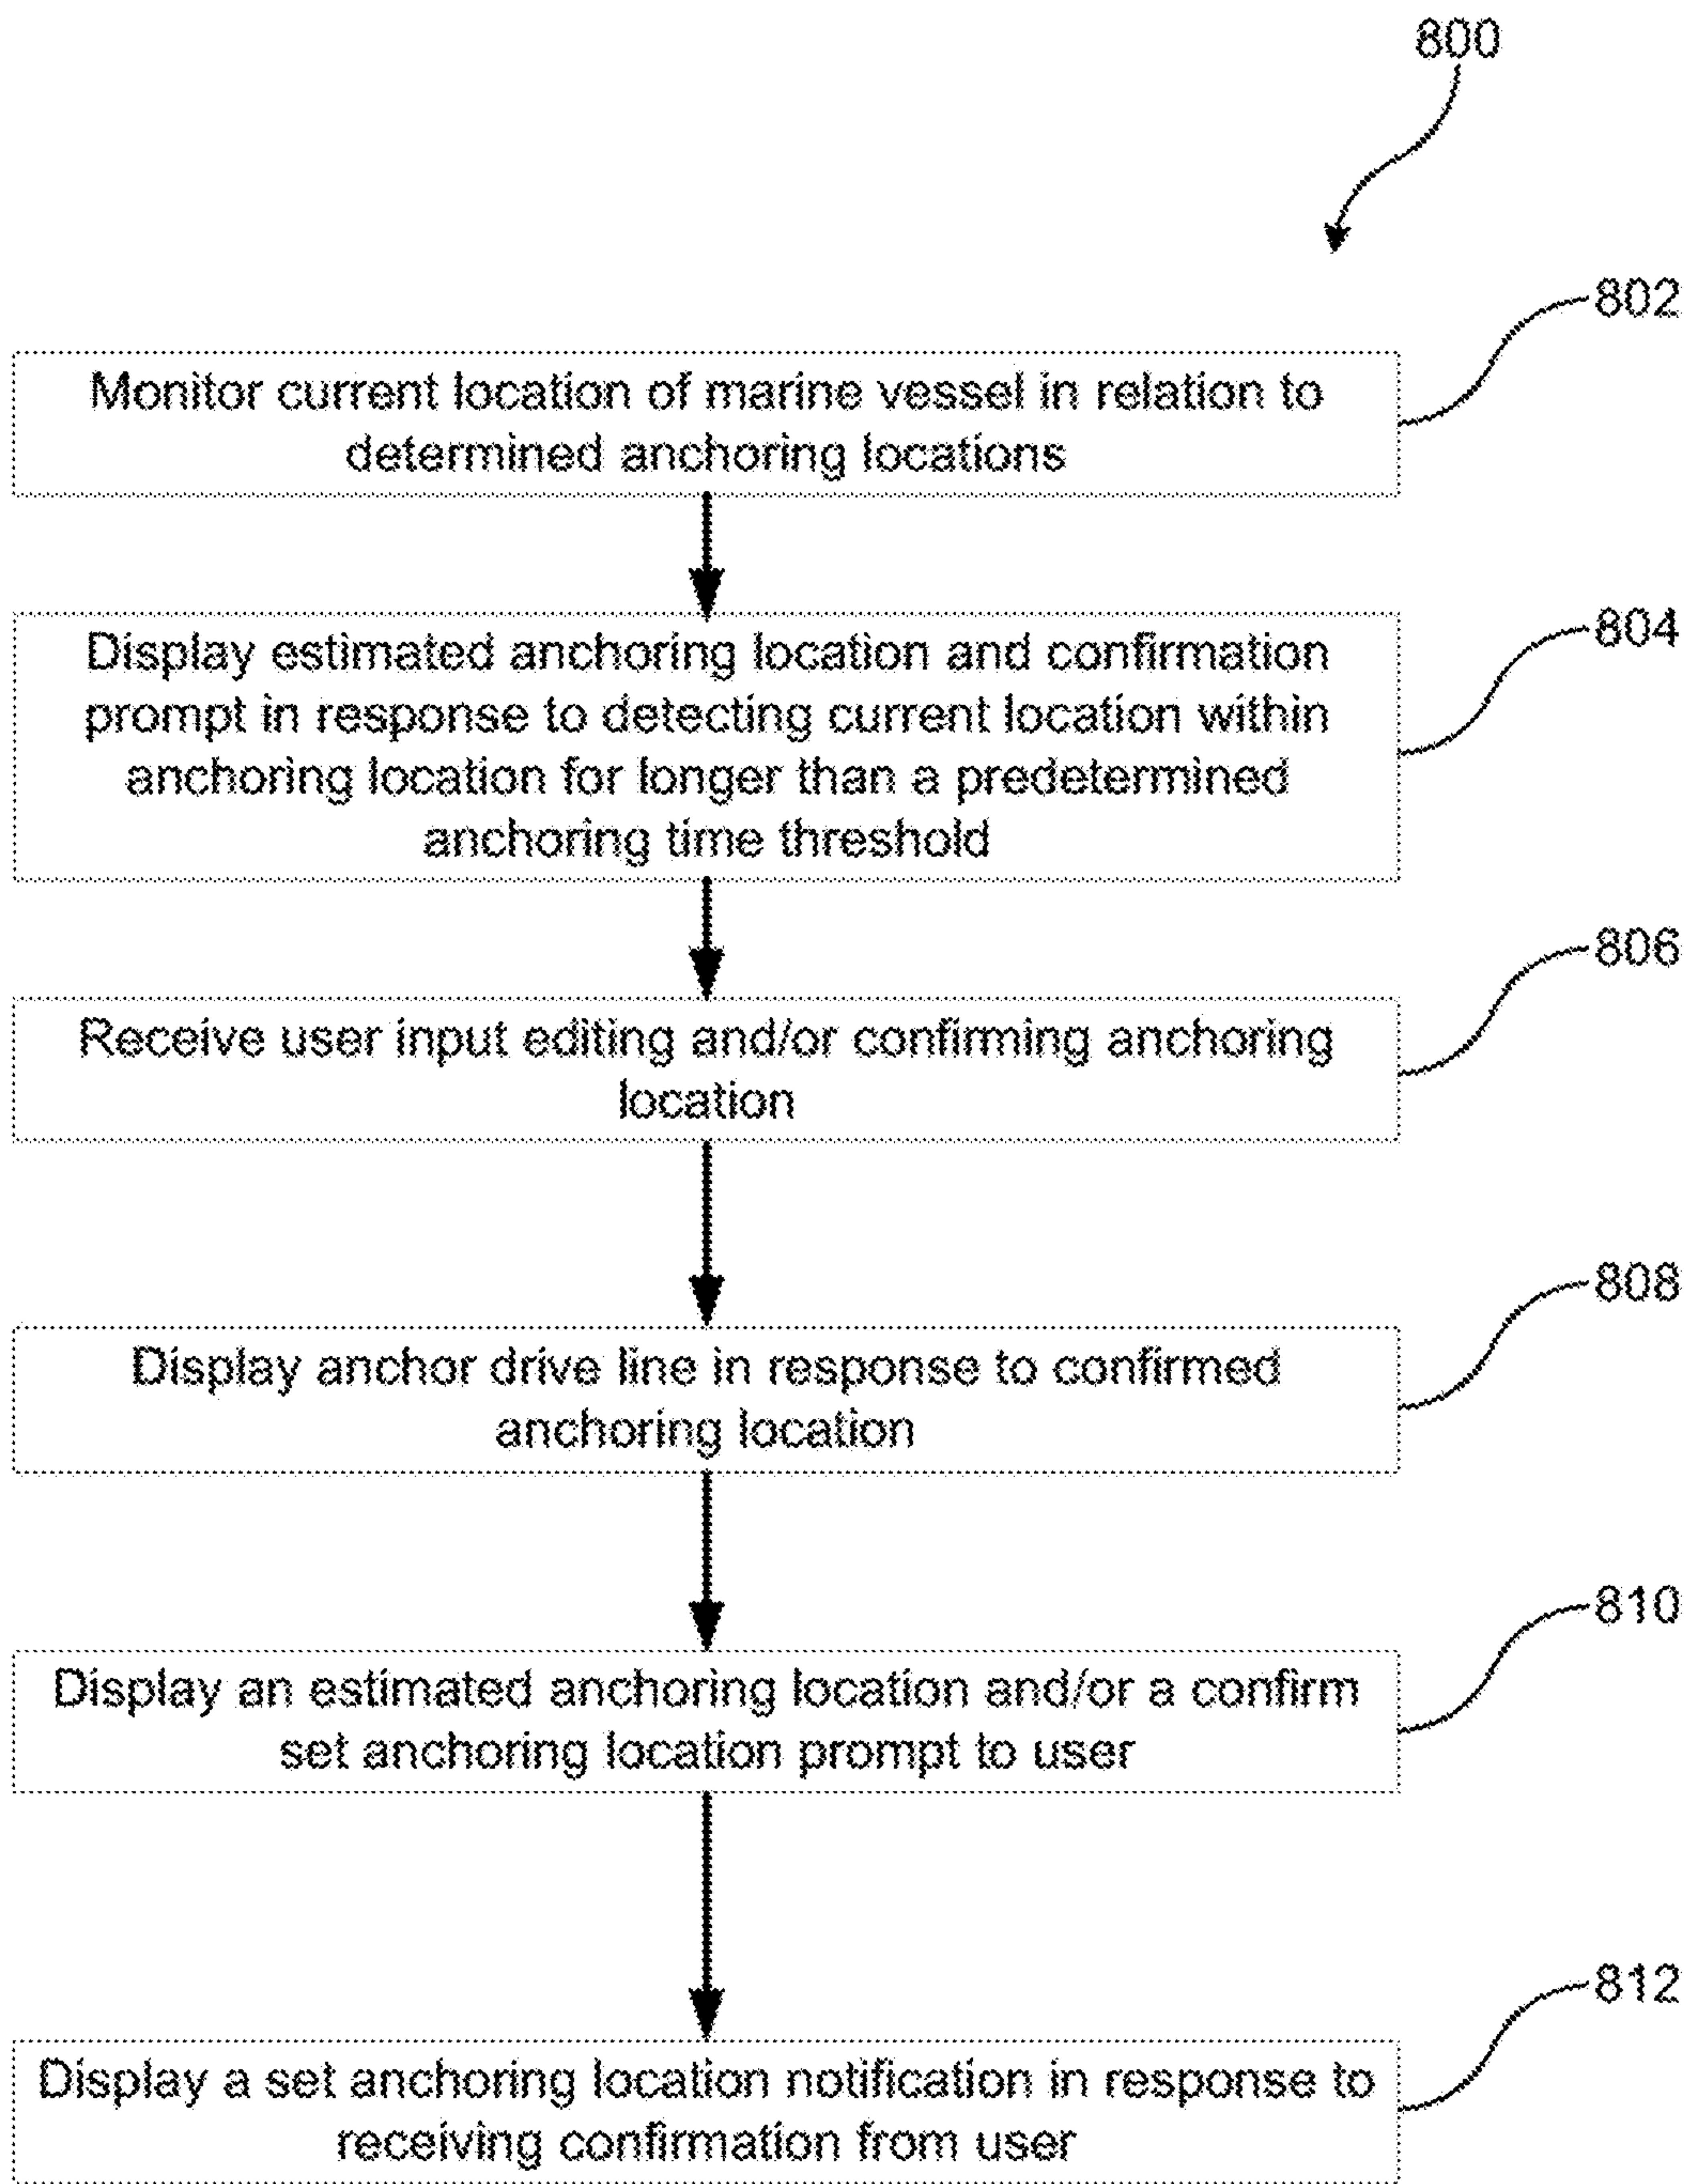 800
802
Monitor current location of marine vessel in relation to
determined anchoring locations
804
Display estimated anchoring location and confirmation
prompt in response to detecting current location within
anchoring location for longer than a predetermined
anchoring time threshold
806
Receive user input editing and/or confirming anchoring
location
808
Display anchor drive line in response to confirmed
anchoring location
810
Display an estimated anchoring location and/or a confirm
set anchoring location prompt to user
812
Display a set anchoring location notification in response to
receiving confirmation from user